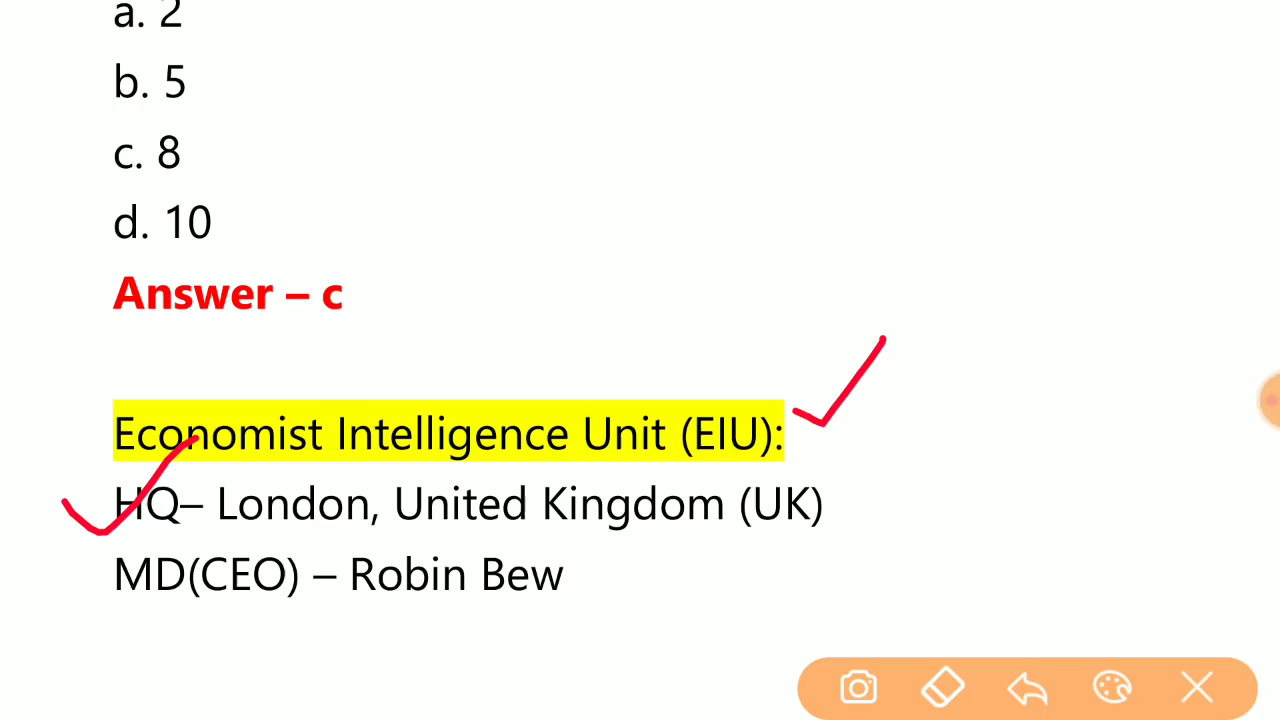 a. 2
b. 5
c. 8
d. 10
Answer – c
Economist Intelligence Unit (EIU):
HQ– London, United Kingdom (UK)
MD(CEO) – Robin Bew